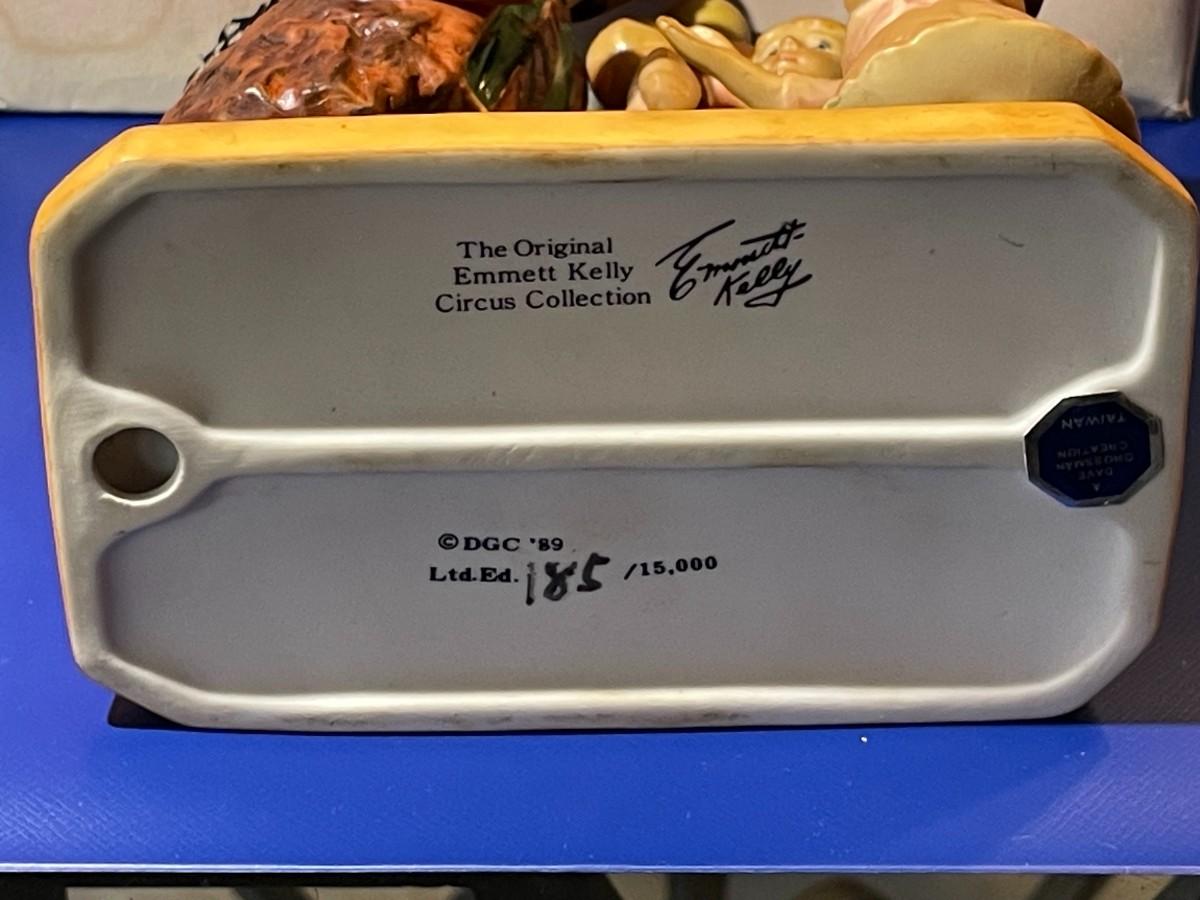 The Original
Emmett Kelly
Circus Collection
Emmett
Kelly
© DGC '89
Ltd.Ed. 185 /15,000
A
DAVE
GROSSMAN
CREATION
TAIWAN